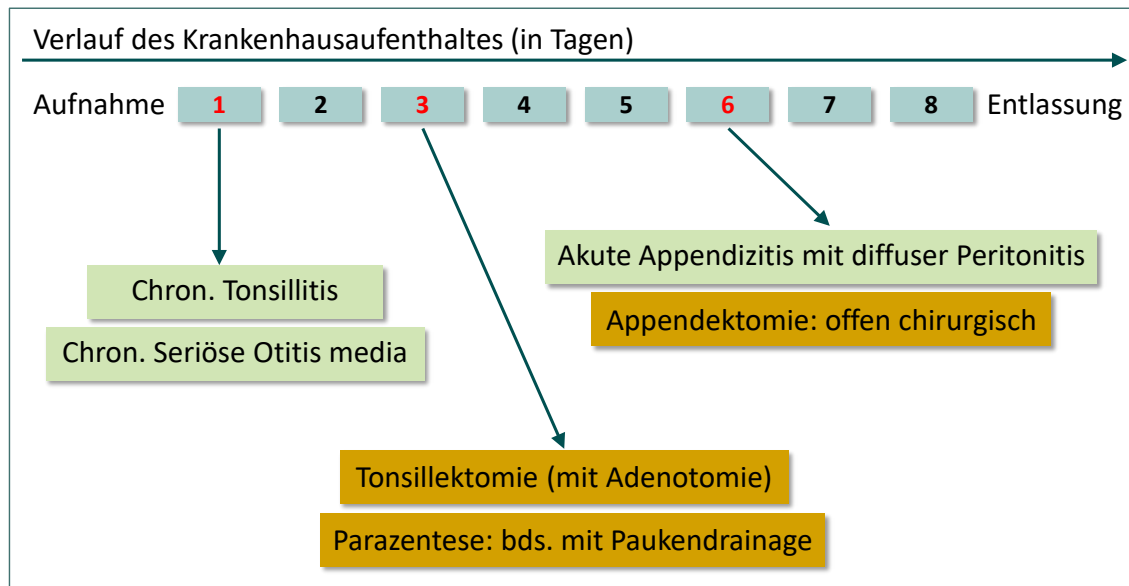 Verlauf des Krankenhausaufenthaltes (in Tagen)
Aufnahme 1 2 3 4 5 6 7 8 Entlassung
Akute Appendizitis mit diffuser Peritonitis
Chron. Tonsillitis
Appendektomie: offen chirurgisch
Chron. Seriöse Otitis media
Tonsillektomie (mit Adenotomie)
Parazentese: bds. mit Paukendrainage